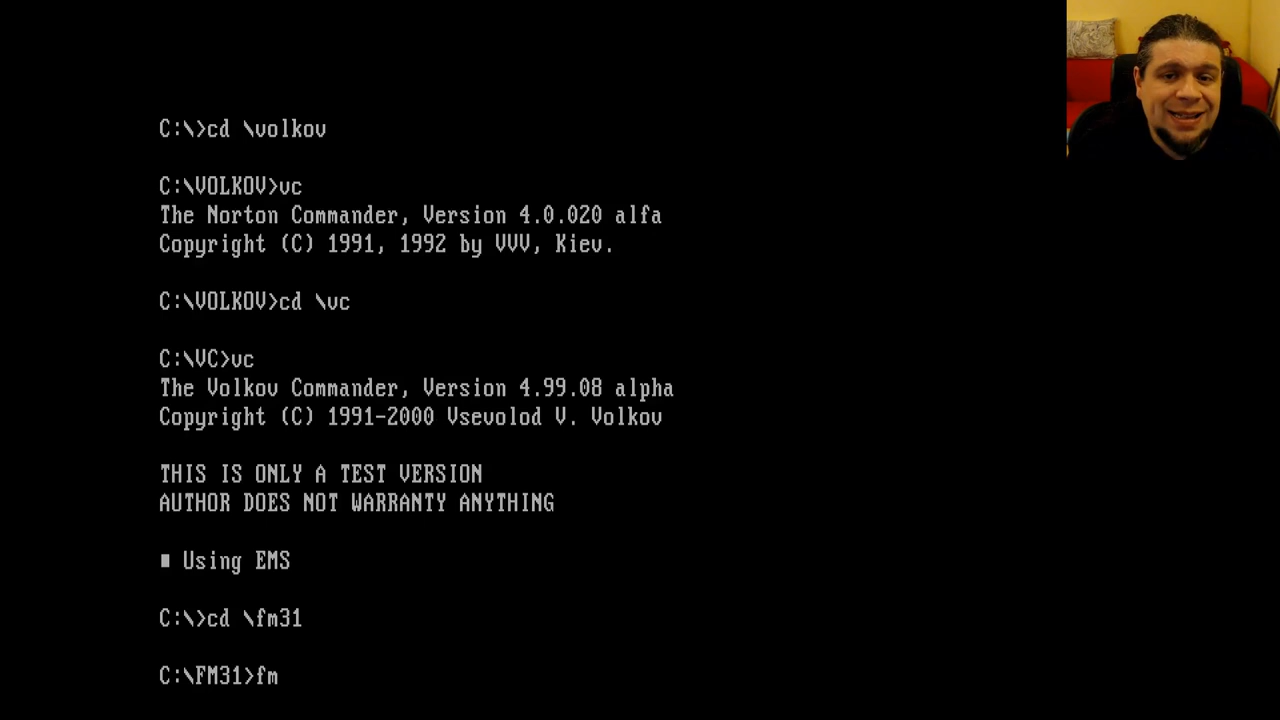 C:\>cd \volkov
C:\VOLKOV>vc
The Norton Commander, Version 4.0.020 alfa
Copyright (C) 1991, 1992 by VVV, Kiev.
C:\VOLKOV>cd \vc
C:\VC>vc
The Volkov Commander, Version 4.99.08 alpha
Copyright (C) 1991-2000 Vsevolod V. Volkov
THIS IS ONLY A TEST VERSION
AUTHOR DOES NOT WARRANTY ANYTHING
■ Using EMS
C:\>cd \fm31
C:\FM31>fm